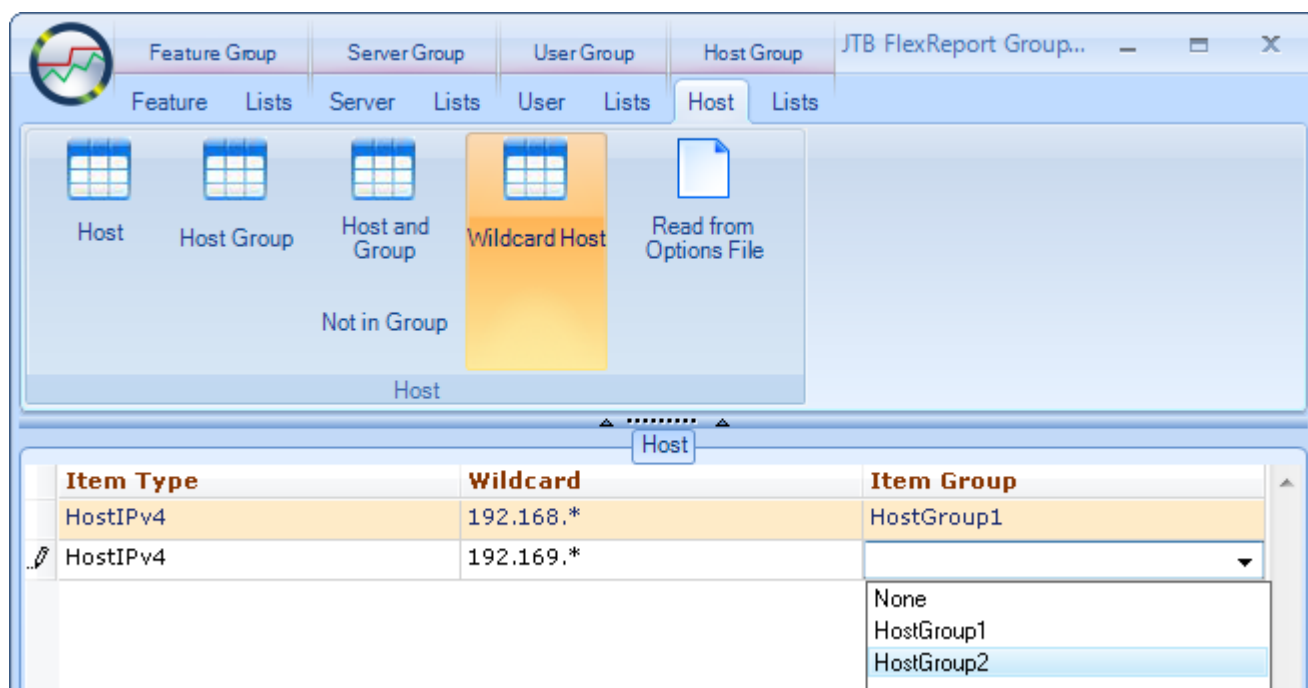 Feature Group Server Group User Group Host Group JTB FlexReport Group...
Feature Lists Server Lists User Lists Host Lists
Host
Host Group
Host and
Group
Not in Group
Wildcard Host
Read from
Options File
Host
Host
Item Type Wildcard Item Group
HostIPv4 192.168.* HostGroup1
HostIPv4 192.169.*
None
HostGroup1
HostGroup2